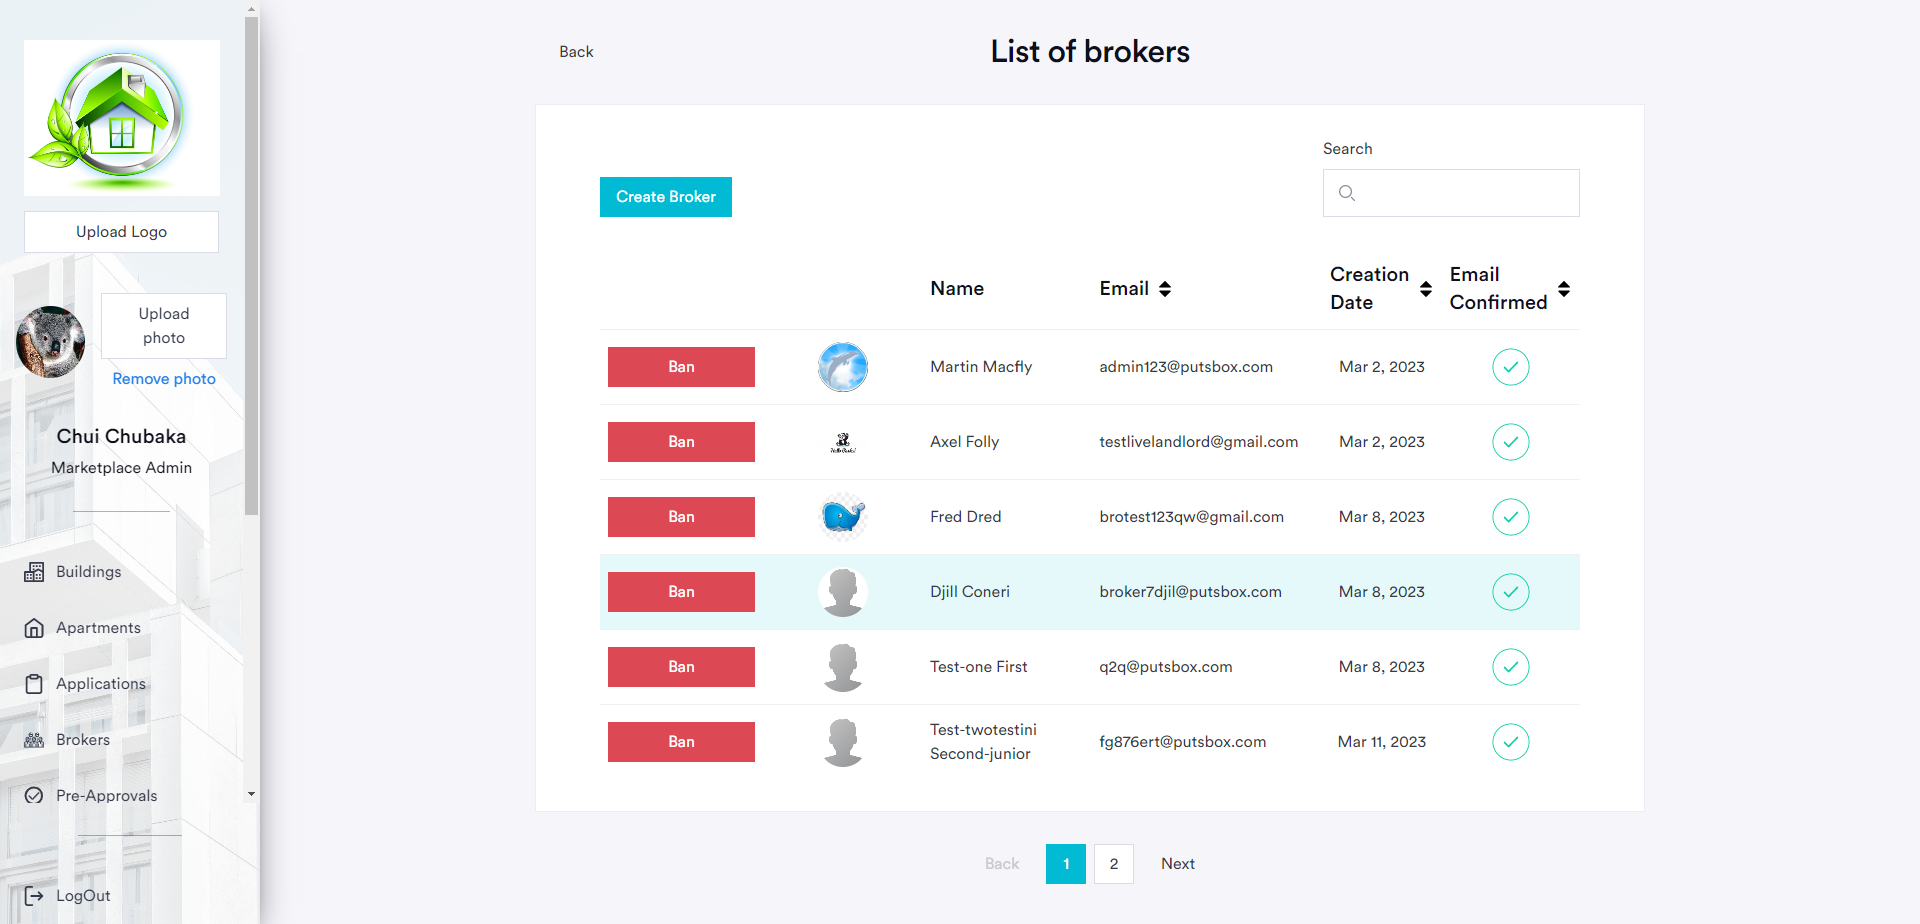 Upload Logo
Upload
photo
Remove photo
Chui Chubaka
Marketplace Admin
Buildings
Apartments
Applications
Brokers
Pre-Approvals
LogOut
Back
List of brokers
Search
Create Broker
Name
Email
Creation
Date
Email
Confirmed
Ban
Martin Macfly
admin123@putsbox.com
Mar 2, 2023
Ban
Axel Folly
testlivelandlord@gmail.com
Mar 2, 2023
Ban
Fred Dred
brotest123qw@gmail.com
Mar 8, 2023
Ban
Djill Coneri
broker7djil@putsbox.com
Mar 8, 2023
Ban
Test-one First
q2q@putsbox.com
Mar 8, 2023
Ban
Test-twotestini
Second-junior
fg876ert@putsbox.com
Mar 11, 2023
Back
1
2
Next